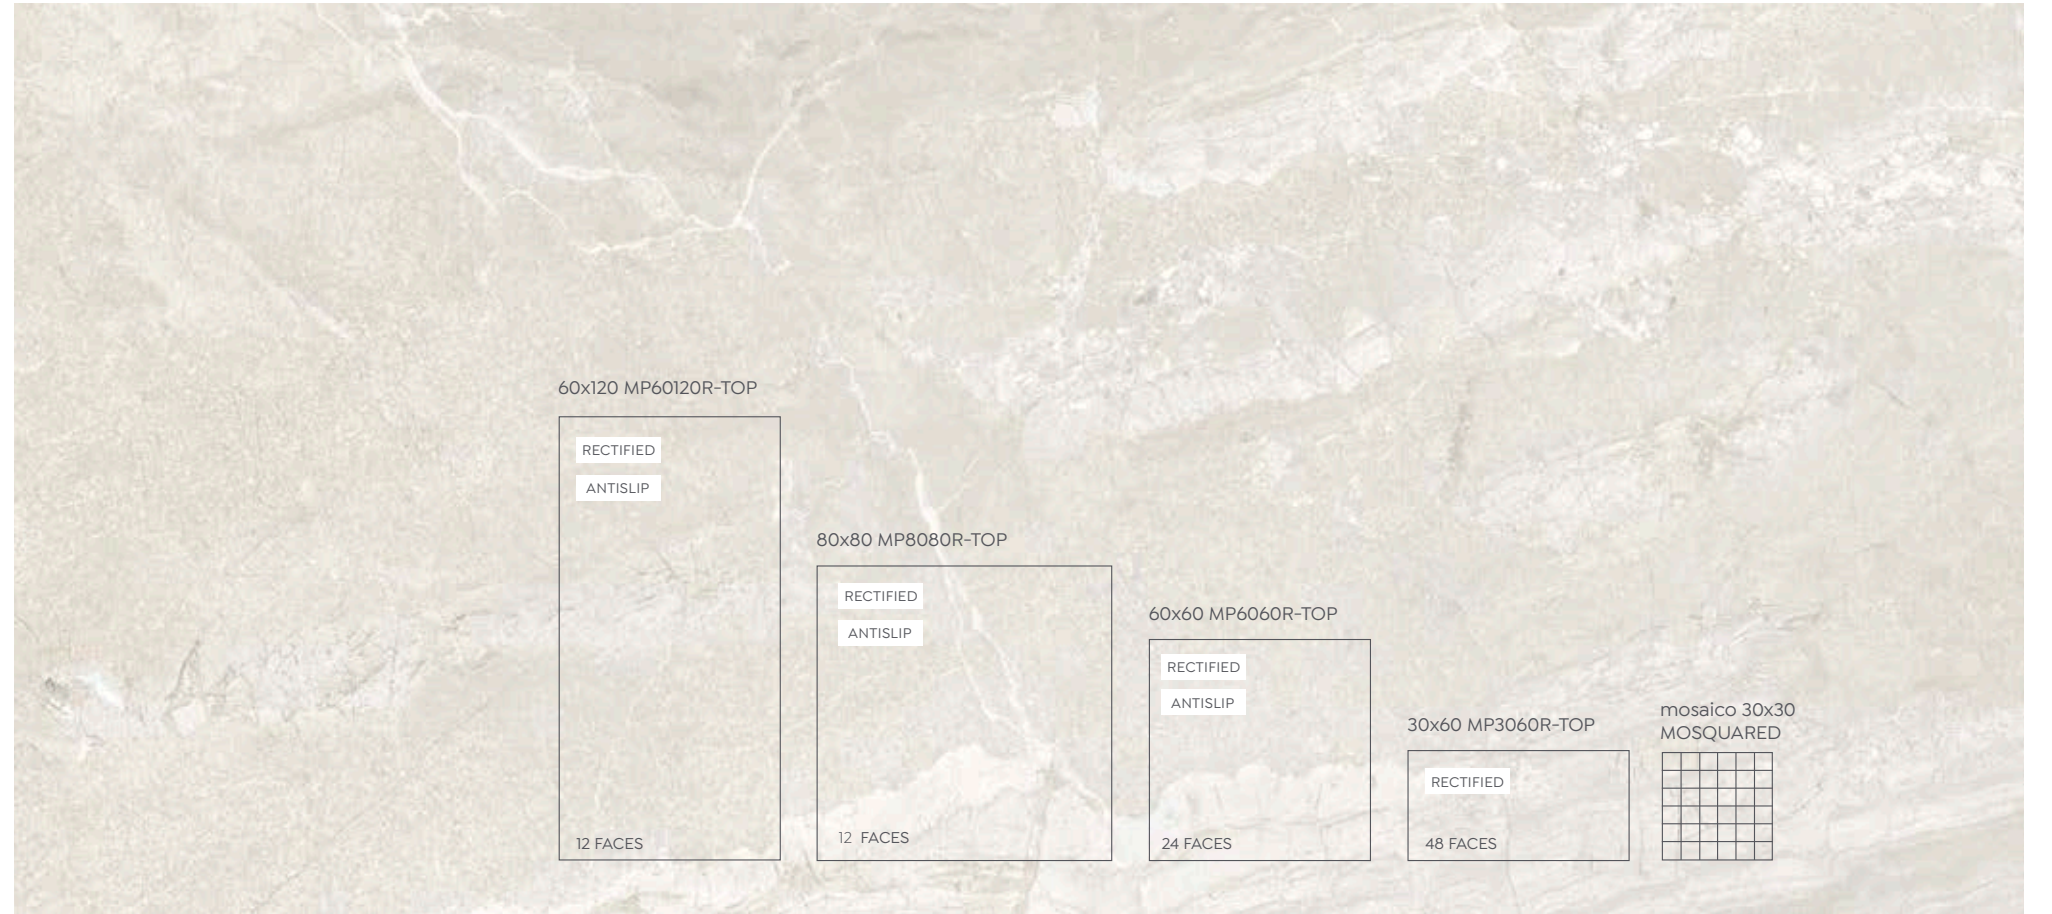 60x120 MP60120R-TOP
RECTIFIED
ANTISLIP
12 FACES
80x80 MP8080R-TOP
RECTIFIED
ANTISLIP
12 FACES
60x60 MP6060R-TOP
RECTIFIED
ANTISLIP
24 FACES
30x60 MP3060R-TOP
RECTIFIED
48 FACES
mosaico 30x30
MOSQUARED